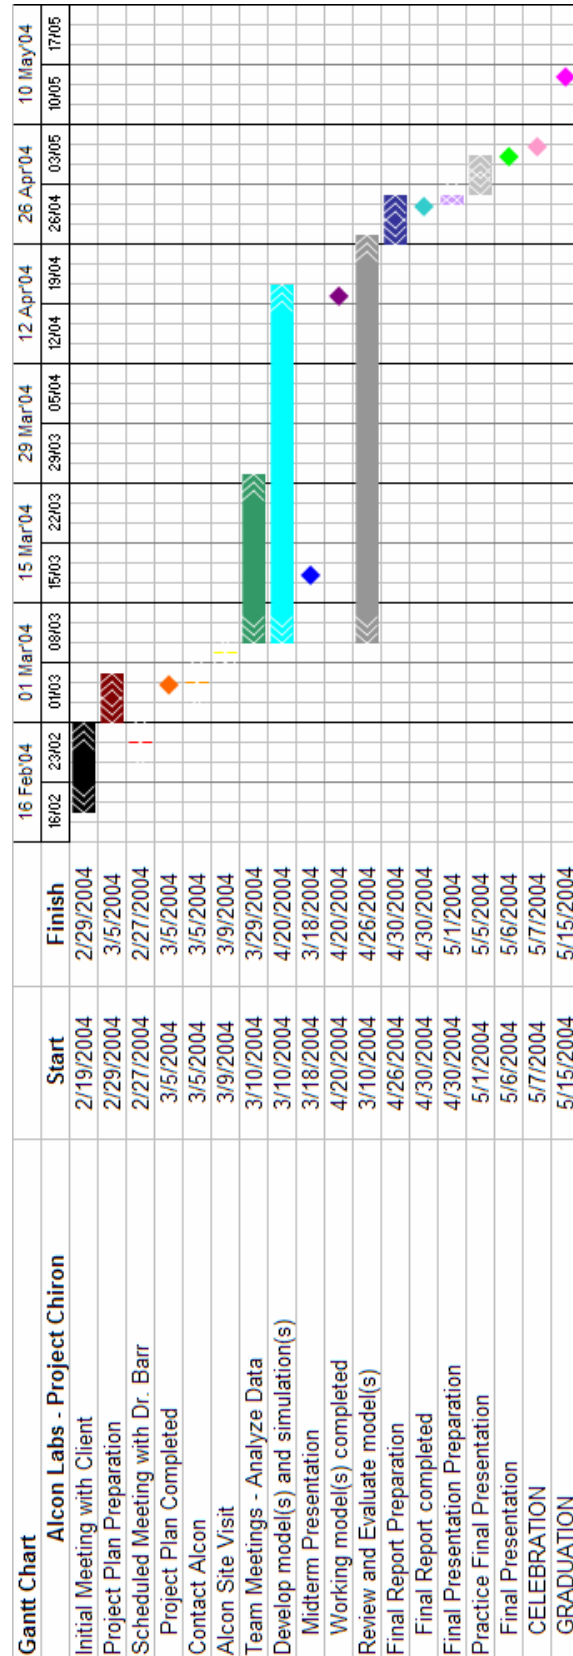 Gantt Chart 16 Feb'04 01 Mar'04 15 Mar'04 29 Mar'04 12 Apr'04 26 Apr'04 10 May'04
Alcon Labs - Project Chiron Start Finish 16/02 23/02 01/03 08/03 15/03 22/03 29/03 05/04 12/04 19/04 26/04 03/05 10/05 17/05
Initial Meeting with Client 2/19/2004 2/29/2004
Project Plan Preparation 2/29/2004 3/5/2004
Scheduled Meeting with Dr. Barr 2/27/2004 2/27/2004
Project Plan Completed 3/5/2004 3/5/2004
Contact Alcon 3/5/2004 3/5/2004
Alcon Site Visit 3/9/2004 3/9/2004
Team Meetings - Analyze Data 3/10/2004 3/29/2004
Develop model(s) and simulation(s) 3/10/2004 4/20/2004
Midterm Presentation 3/18/2004 3/18/2004
Working model(s) completed 4/20/2004 4/20/2004
Review and Evaluate model(s) 3/10/2004 4/26/2004
Final Report Preparation 4/26/2004 4/30/2004
Final Report completed 4/30/2004 4/30/2004
Final Presentation Preparation 4/30/2004 5/1/2004
Practice Final Presentation 5/1/2004 5/5/2004
Final Presentation 5/6/2004 5/6/2004
CELEBRATION 5/7/2004 5/7/2004
GRADUATION 5/15/2004 5/15/2004